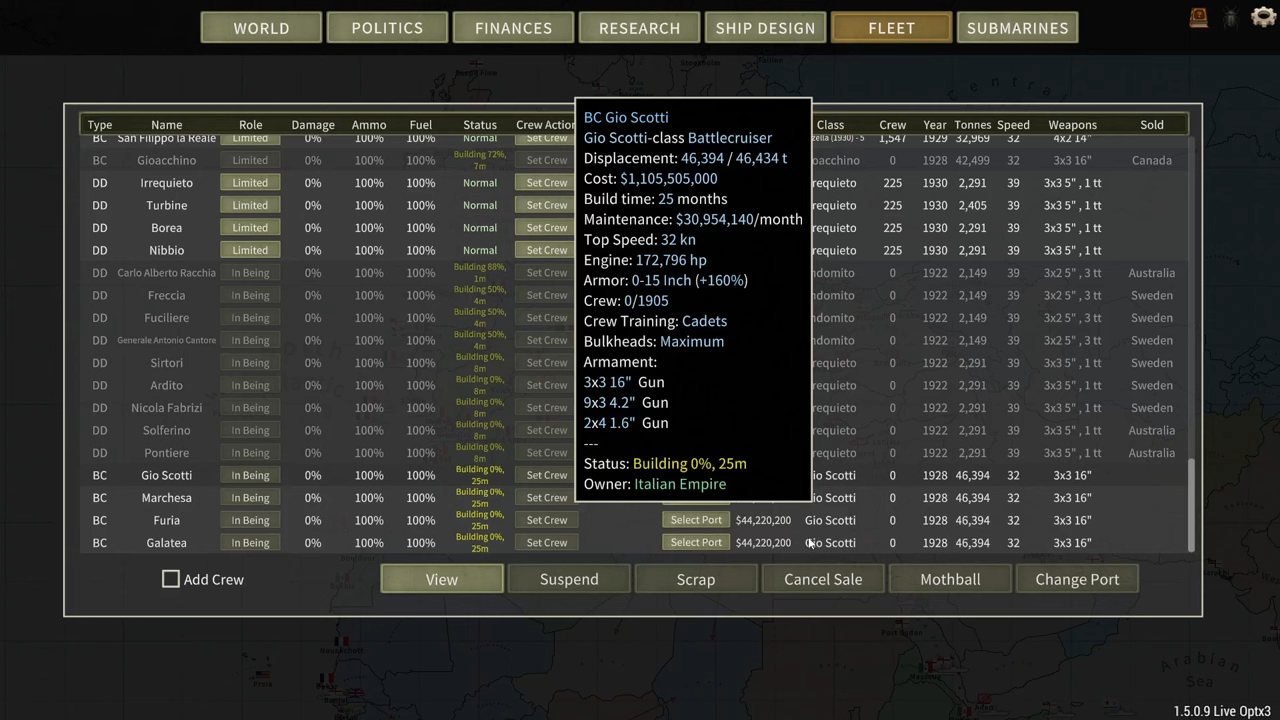 WORLD POLITICS FINANCES RESEARCH SHIP DESIGN FLEET SUBMARINES
Type Name Role Damage Ammo Fuel Status Crew Action Class Crew Year Tonnes Speed Weapons Sold
BC San Filippo la Reale Limited 0% 100% 100% Normal Set Crew (1930) - 5 1,547 1929 32,969 32 4x2 14"
BC Gioacchino Limited 0% 100% 100% Building 72%, 7m Set Crew oacchino 0 1928 42,499 32 3x3 16" Canada
DD Irrequieto Limited 0% 100% 100% Normal Set Crew requieto 225 1930 2,291 39 3x3 5" , 1 tt
DD Turbine Limited 0% 100% 100% Normal Set Crew requieto 225 1930 2,405 39 3x3 5" , 1 tt
DD Borea Limited 0% 100% 100% Normal Set Crew requieto 225 1930 2,291 39 3x3 5" , 1 tt
DD Nibbio Limited 0% 100% 100% Normal Set Crew requieto 225 1930 2,291 39 3x3 5" , 1 tt
DD Carlo Alberto Racchia In Being 0% 100% 100% Building 88%, 1m Set Crew ndomito 0 1922 2,149 39 3x2 5" , 3 tt Australia
DD Freccia In Being 0% 100% 100% Building 50%, 4m Set Crew ndomito 0 1922 2,149 39 3x2 5" , 3 tt Sweden
DD Fuciliere In Being 0% 100% 100% Building 50%, 4m Set Crew ndomito 0 1922 2,149 39 3x2 5" , 3 tt Sweden
DD Generale Antonio Cantore In Being 0% 100% 100% Building 50%, 4m Set Crew ndomito 0 1922 2,149 39 3x2 5" , 3 tt Sweden
DD Sirtori In Being 0% 100% 100% Building 0%, 8m Set Crew requieto 0 1922 2,291 39 3x3 5" , 1 tt Sweden
DD Ardito In Being 0% 100% 100% Building 0%, 8m Set Crew requieto 0 1922 2,291 39 3x3 5" , 1 tt Sweden
DD Nicola Fabrizi In Being 0% 100% 100% Building 0%, 8m Set Crew requieto 0 1922 2,291 39 3x3 5" , 1 tt Sweden
DD Solferino In Being 0% 100% 100% Building 0%, 8m Set Crew requieto 0 1922 2,291 39 3x3 5" , 1 tt Australia
DD Pontiere In Being 0% 100% 100% Building 0%, 8m Set Crew requieto 0 1922 2,291 39 3x3 5" , 1 tt Australia
BC Gio Scotti In Being 0% 100% 100% Building 0%, 25m Set Crew Gio Scotti 0 1928 46,394 32 3x3 16"
BC Marchesa In Being 0% 100% 100% Building 0%, 25m Set Crew Gio Scotti 0 1928 46,394 32 3x3 16"
BC Furia In Being 0% 100% 100% Building 0%, 25m Set Crew Select Port $44,220,200 Gio Scotti 0 1928 46,394 32 3x3 16"
BC Galatea In Being 0% 100% 100% Building 0%, 25m Set Crew Select Port $44,220,200 Gio Scotti 0 1928 46,394 32 3x3 16"
BC Gio Scotti
Gio Scotti-class Battlecruiser
Displacement: 46,394 / 46,434 t
Cost: $1,105,505,000
Build time: 25 months
Maintenance: $30,954,140/month
Top Speed: 32 kn
Engine: 172,796 hp
Armor: 0-15 Inch (+160%)
Crew: 0/1905
Crew Training: Cadets
Bulkheads: Maximum
Armament:
3x3 16" Gun
9x3 4.2" Gun
2x4 1.6" Gun
---
Status: Building 0%, 25m
Owner: Italian Empire
Add Crew View Suspend Scrap Cancel Sale Mothball Change Port
Arabian
Sea
1.5.0.9 Live Optx3